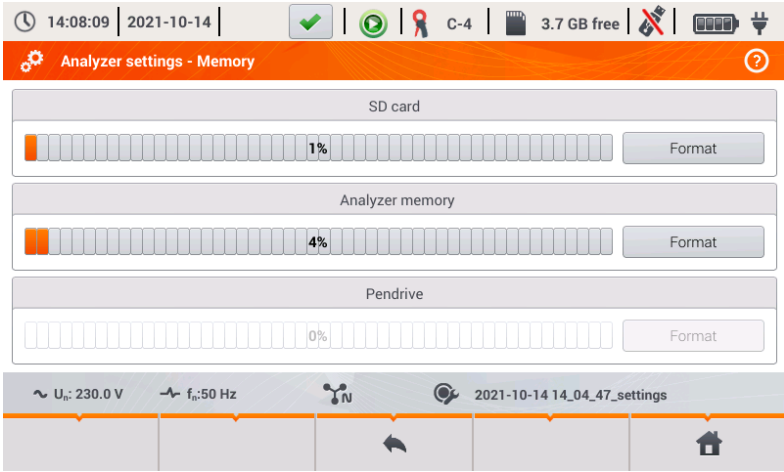 14:08:09 2021-10-14 C-4 3.7 GB free
Analyzer settings - Memory ?
SD card
1% Format
Analyzer memory
4% Format
Pendrive
0% Format
Un: 230.0 V fn:50 Hz N 2021-10-14 14_04_47_settings